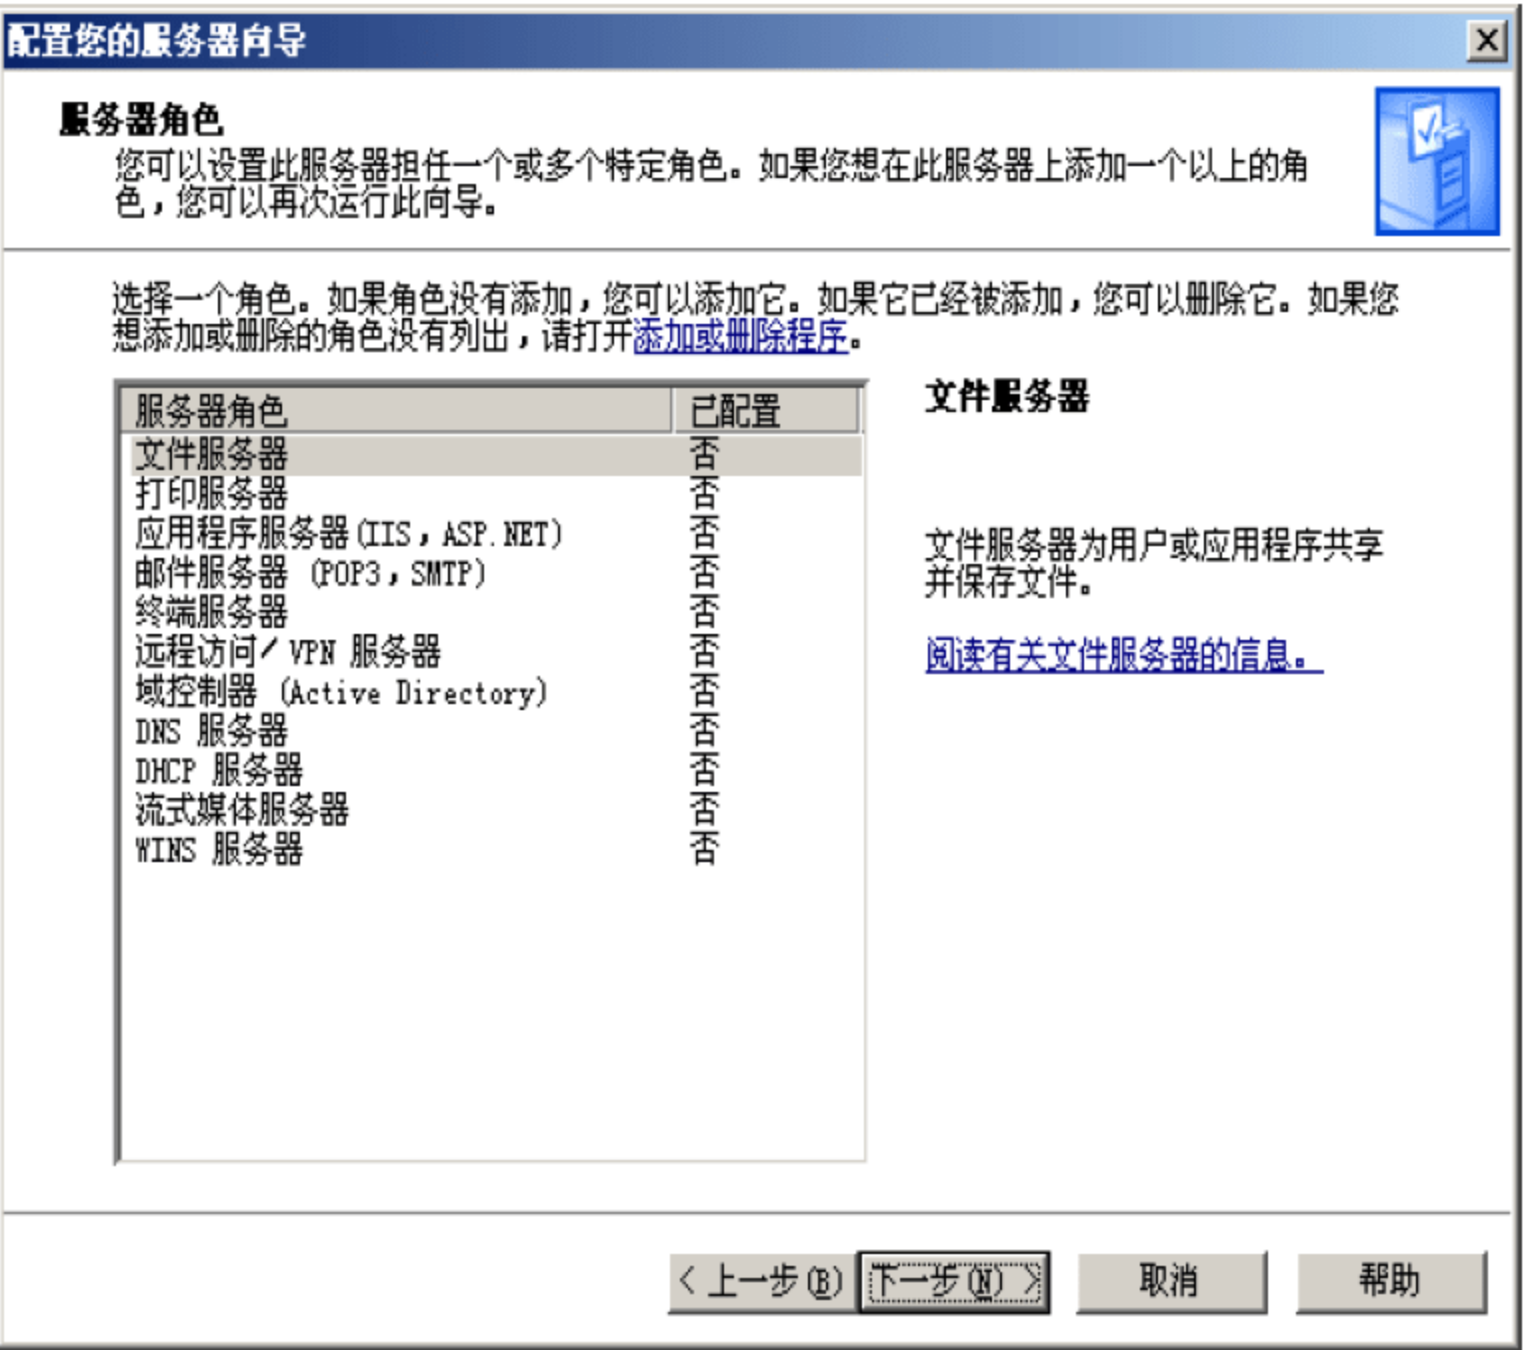 配置您的服务器向导
服务器角色
您可以设置此服务器担任一个或多个特定角色。如果您想在此服务器上添加一个以上的角
色，您可以再次运行此向导。
选择一个角色。如果角色没有添加，您可以添加它。如果它已经被添加，您可以删除它。如果您
想添加或删除的角色没有列出，请打开添加或删除程序。
服务器角色 已配置
文件服务器 否
打印服务器 否
应用程序服务器(IIS，ASP.NET) 否
邮件服务器 (POP3，SMTP) 否
终端服务器 否
远程访问/ VPN 服务器 否
域控制器 (Active Directory) 否
DNS 服务器 否
DHCP 服务器 否
流式媒体服务器 否
WINS 服务器 否
文件服务器
文件服务器为用户或应用程序共享
并保存文件。
阅读有关文件服务器的信息。
< 上一步(B) 下一步(N) > 取消 帮助